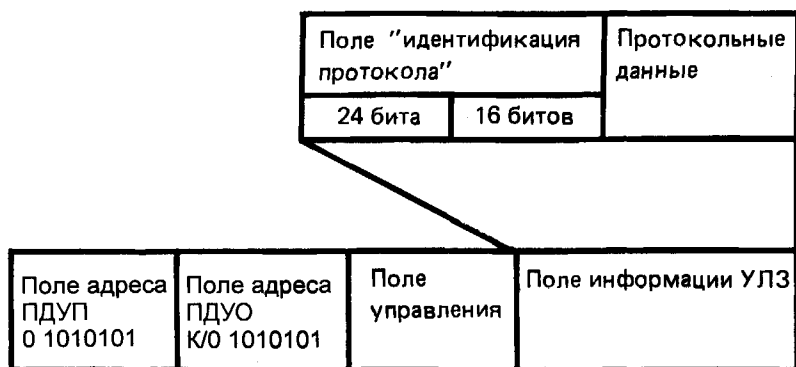 Поле "идентификация
протокола"
Протокольные
данные
24 бита
16 битов
Поле адреса
ПДУП
0 1010101
Поле адреса
ПДУО
К/0 1010101
Поле
управления
Поле информации УЛЗ